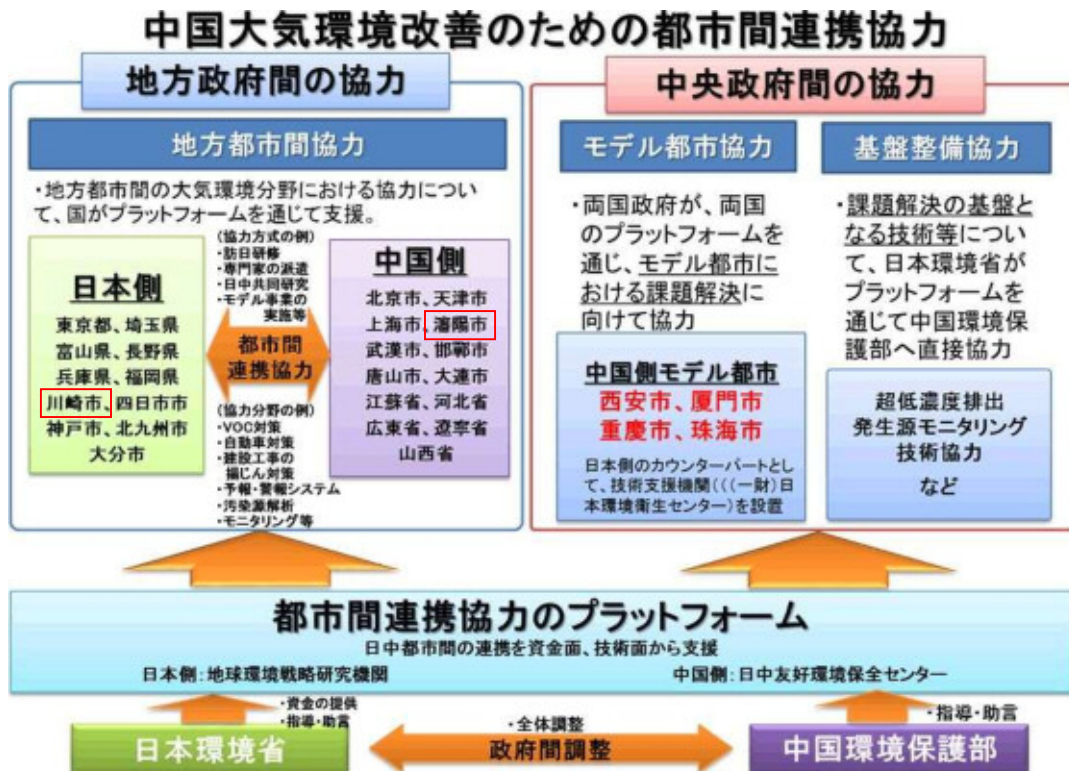 中国大気環境改善のための都市間連携協力
地方政府間の協力
地方都市間協力
・地方都市間の大気環境分野における協力につい
て、国がプラットフォームを通じて支援。
日本側
東京都、埼玉県
富山県、長野県
兵庫県、福岡県
川崎市、四日市市
神戸市、北九州市
大分市
(協力方式の例)
・訪日研修
・専門家の派遣
・日中共同研究
・モデル事業の
実施等
都市間
連携協力
(協力分野の例)
・VOC対策
・自動車対策
・建設工事の
揚じん対策
・予報・警報システム
・汚染源解析
・モニタリング等
中国側
北京市、天津市
上海市、瀋陽市
武漢市、邯鄲市
唐山市、大連市
江蘇省、河北省
広東省、遼寧省
山西省
中央政府間の協力
モデル都市協力
・両国政府が、両国
のプラットフォームを
通じ、モデル都市に
おける課題解決に
向けて協力
中国側モデル都市
西安市、厦門市
重慶市、珠海市
日本側のカウンターパートとし
て、技術支援機関(((一財)日
本環境衛生センター)を設置
基盤整備協力
・課題解決の基盤と
なる技術等につい
て、日本環境省が
プラットフォームを
通じて中国環境保
護部へ直接協力
超低濃度排出
発生源モニタリング
技術協力
など
都市間連携協力のプラットフォーム
日中都市間の連携を資金面、技術面から支援
日本側:地球環境戦略研究機関
中国側:日中友好環境保全センター
・資金の提供
・指導・助言
日本環境省
・全体調整
政府間調整
・指導・助言
中国環境保護部